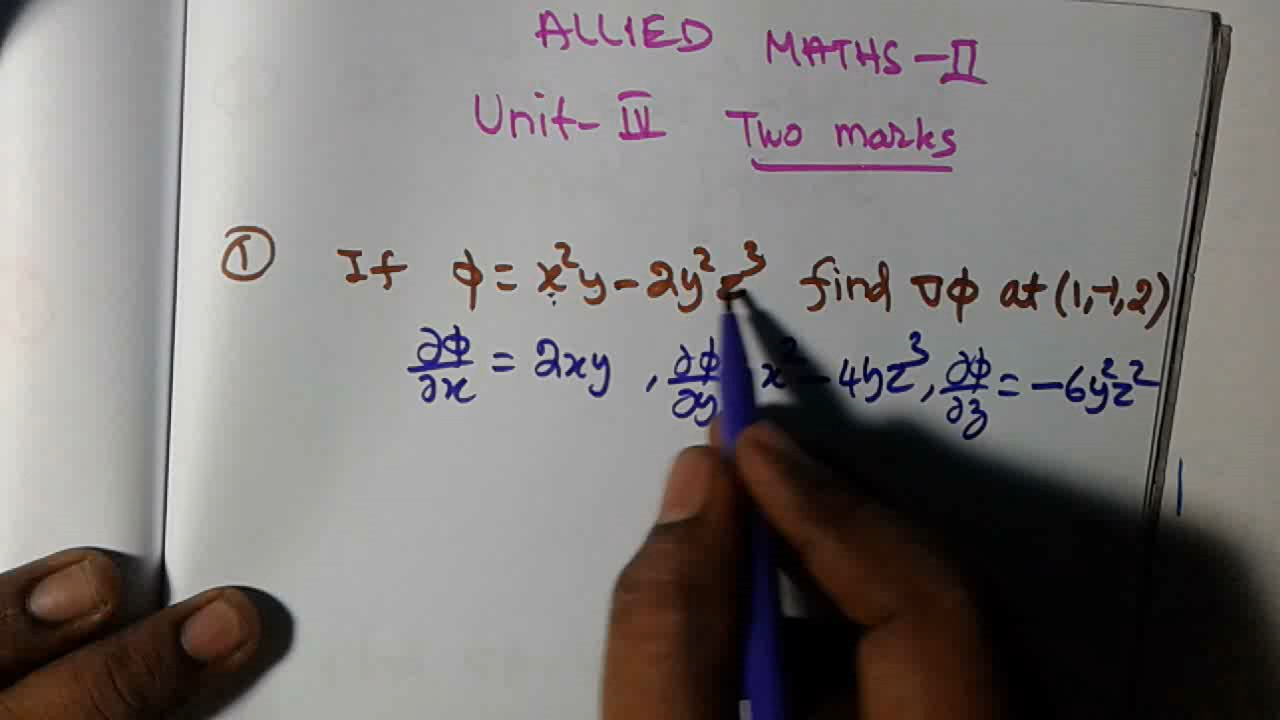 ALLIED MATHS-II
Unit-IV Two marks
① If ϕ = x²y - 2y²z³ find ∇ϕ at (1,-1,2)
∂ϕ/∂x = 2xy , ∂ϕ/∂y x² - 4yz³, ∂ϕ/∂z = -6y²z²